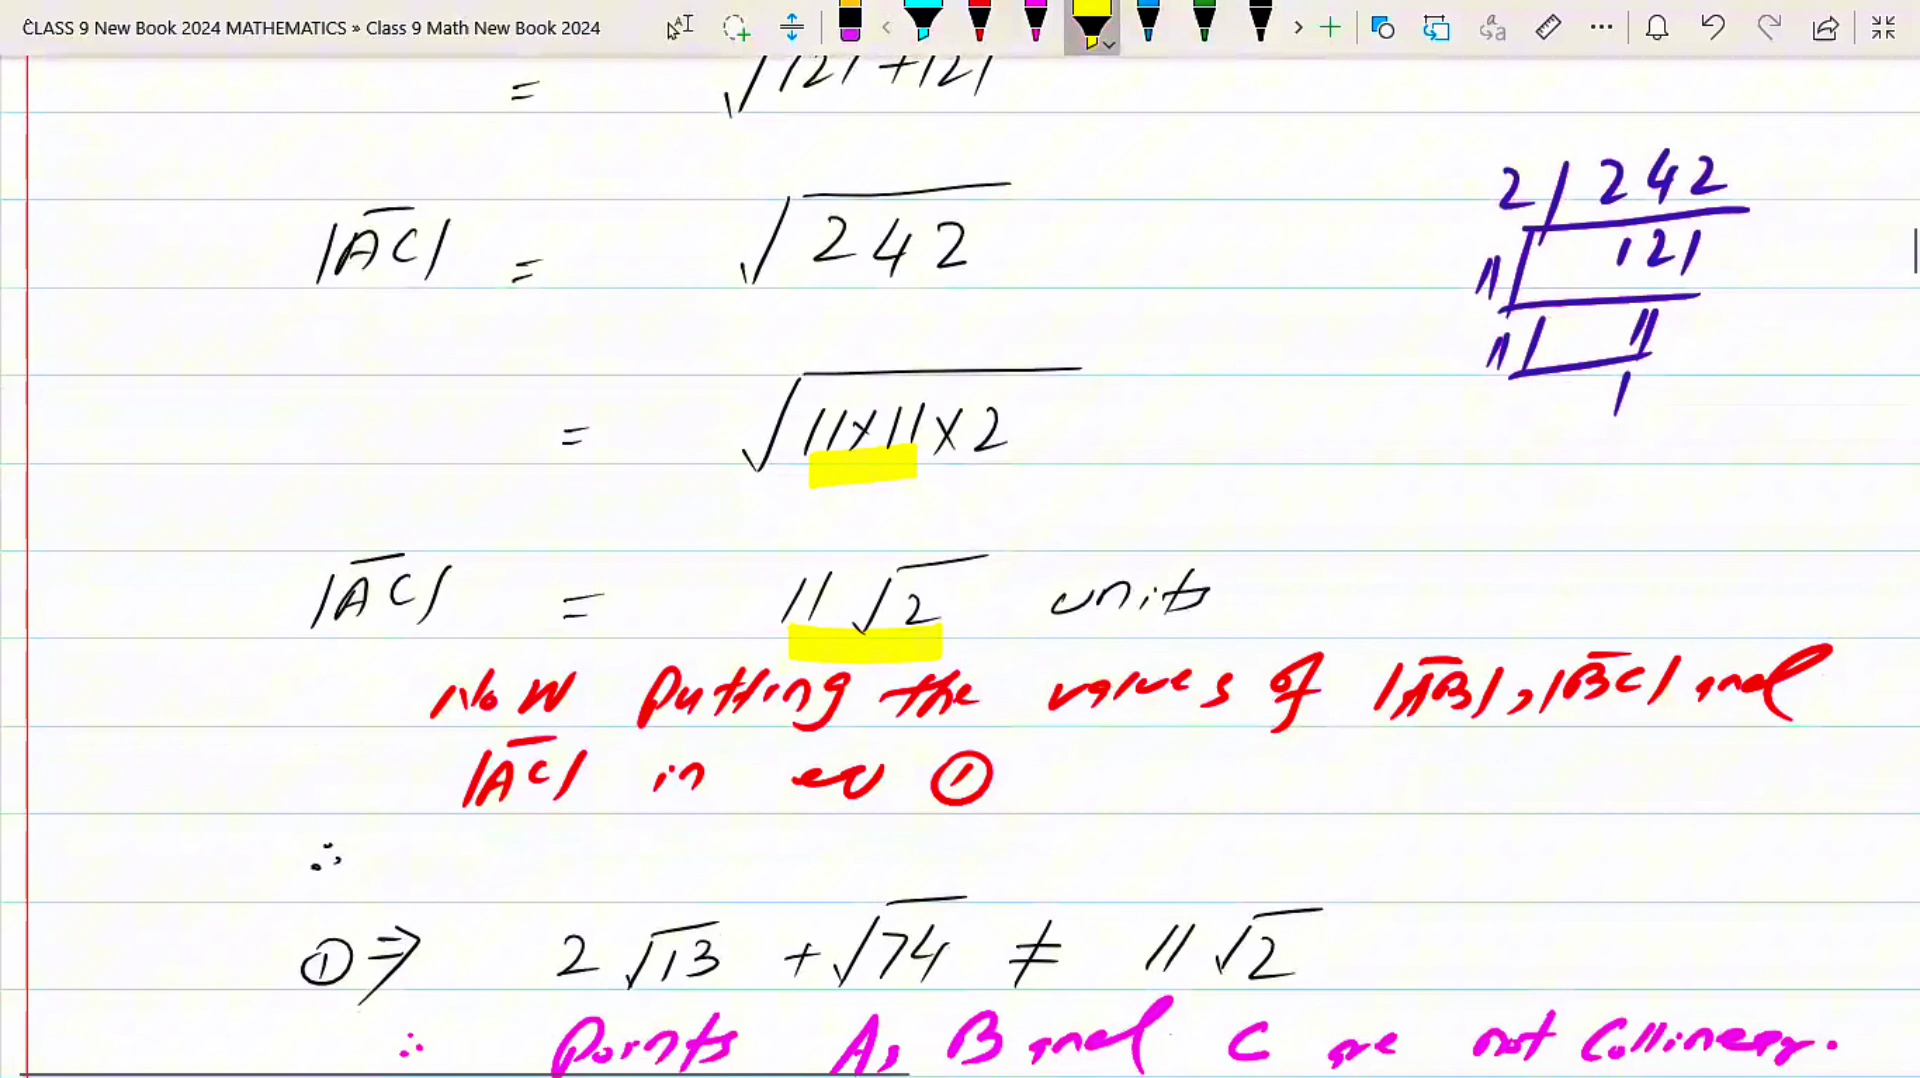 CLASS 9 New Book 2024 MATHEMATICS » Class 9 Math New Book 2024
= √121 + 121
|AC| = √242
2 | 242
11 | 121
11 | 11
1
= √11×11×2
|AC| = 11√2 units
Now putting the values of |AB|, |BC| and
|AC| in eq ①
∴
① ⇒ 2√13 + √74 ≠ 11√2
∴ Points A, B and C are not Collinear.